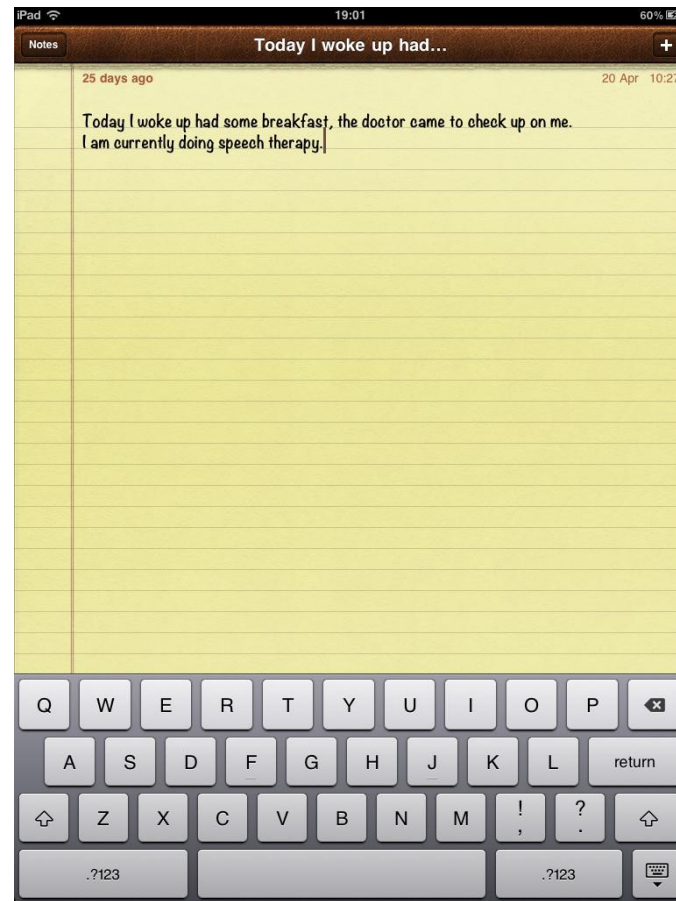 iPad 19:01 60%
Notes Today I woke up had... +
25 days ago 20 Apr 10:27
Today I woke up had some breakfast, the doctor came to check up on me.
I am currently doing speech therapy.
Q W E R T Y U I O P
A S D F G H J K L return
Z X C V B N M ! , ? .
.?123 .?123